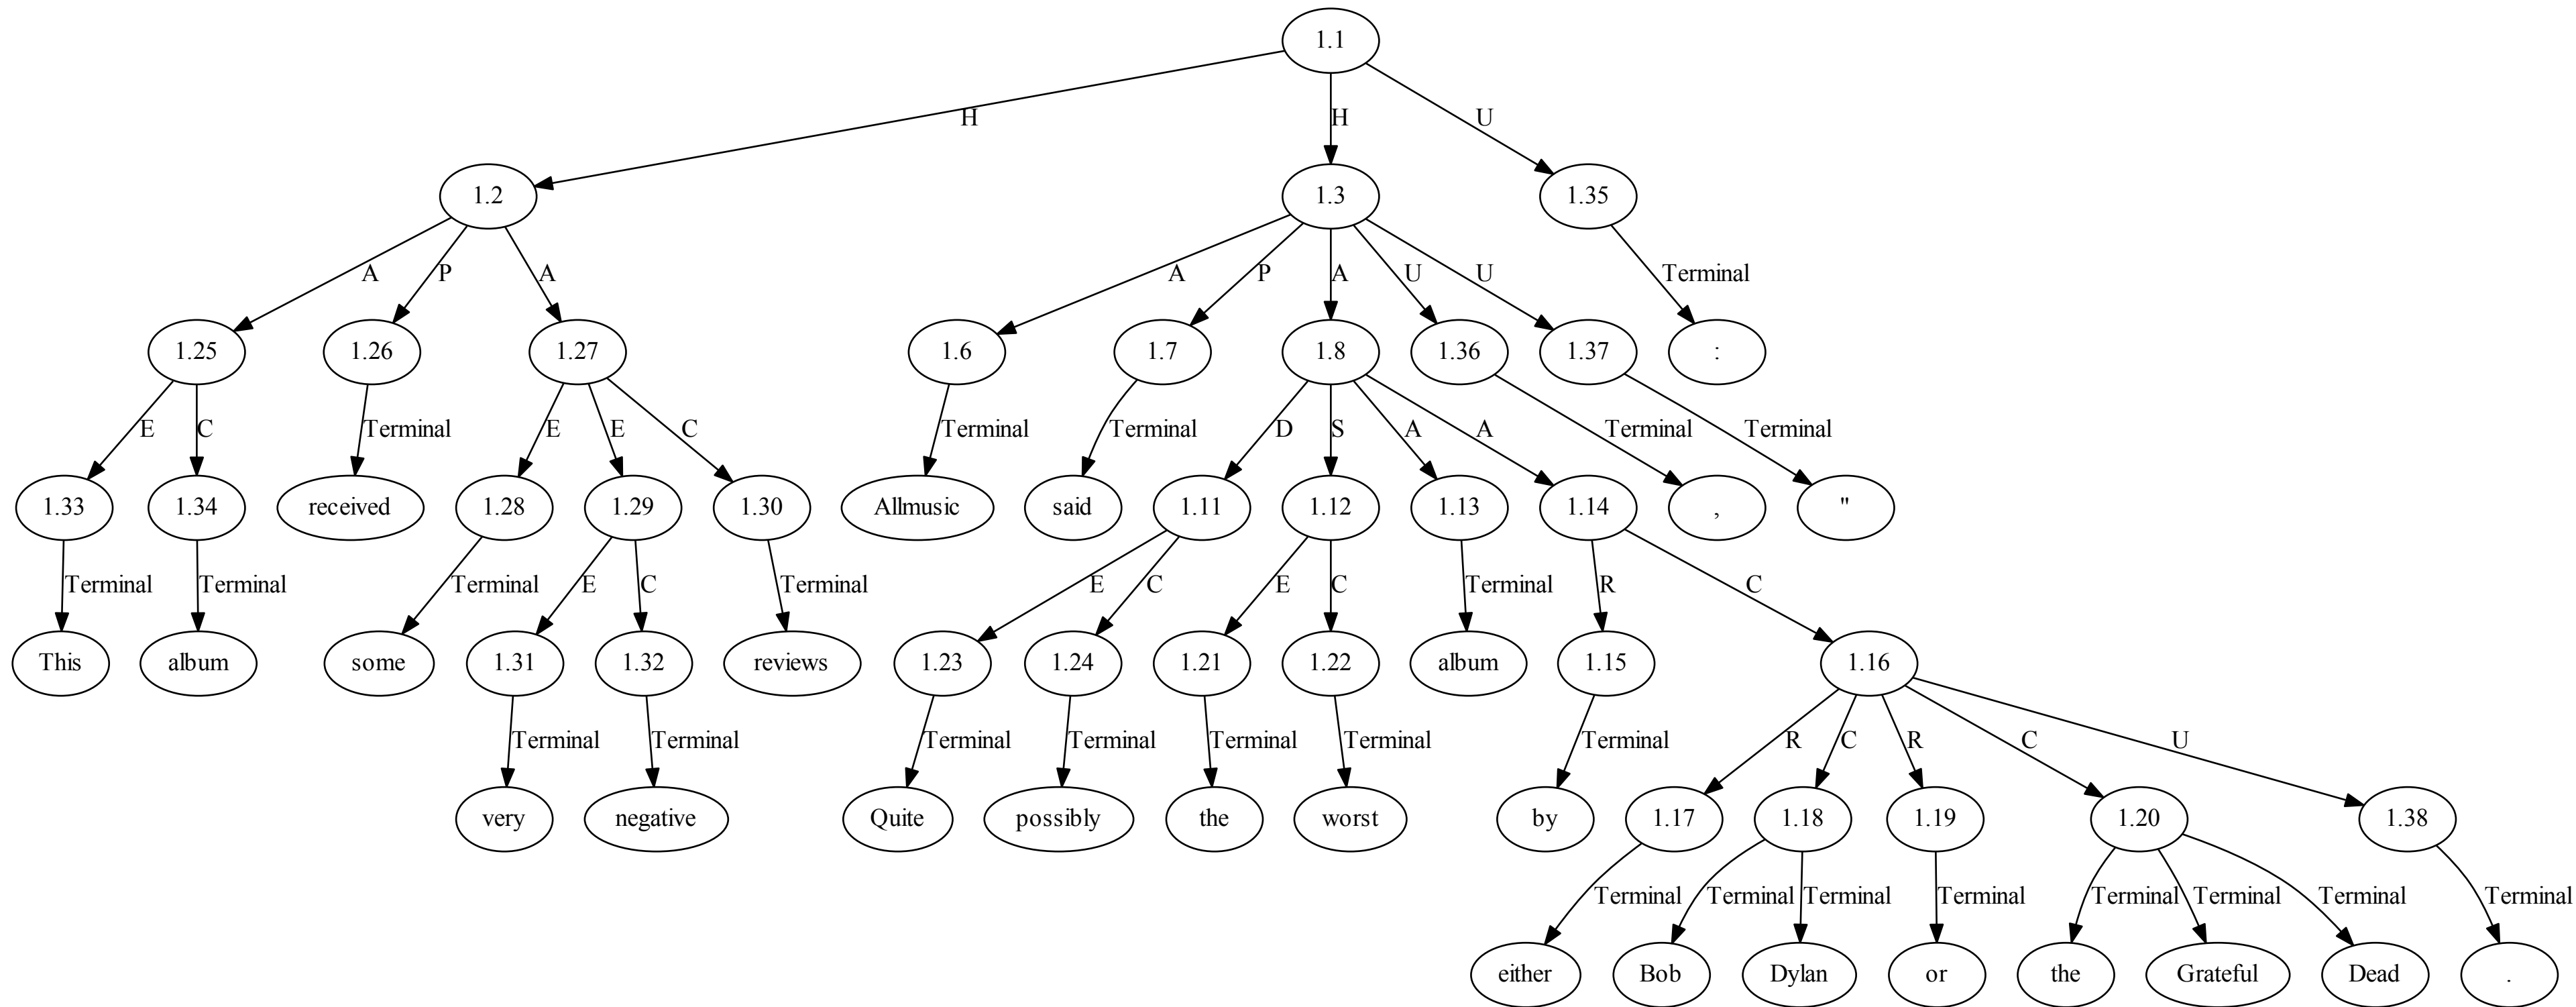 1.1
H H U
1.2 1.3 1.35
A P A A P A U U Terminal
1.25 1.26 1.27 1.6 1.7 1.8 1.36 1.37 :
E C Terminal E E C Terminal Terminal D S A A Terminal Terminal
1.33 1.34 received 1.28 1.29 1.30 Allmusic said 1.11 1.12 1.13 1.14 , "
Terminal Terminal Terminal E C Terminal E C E C Terminal R C
This album some 1.31 1.32 reviews 1.23 1.24 1.21 1.22 album 1.15 1.16
Terminal Terminal Terminal Terminal Terminal Terminal Terminal R C R C U
very negative Quite possibly the worst by 1.17 1.18 1.19 1.20 1.38
Terminal Terminal Terminal Terminal Terminal Terminal Terminal Terminal
either Bob Dylan or the Grateful Dead .